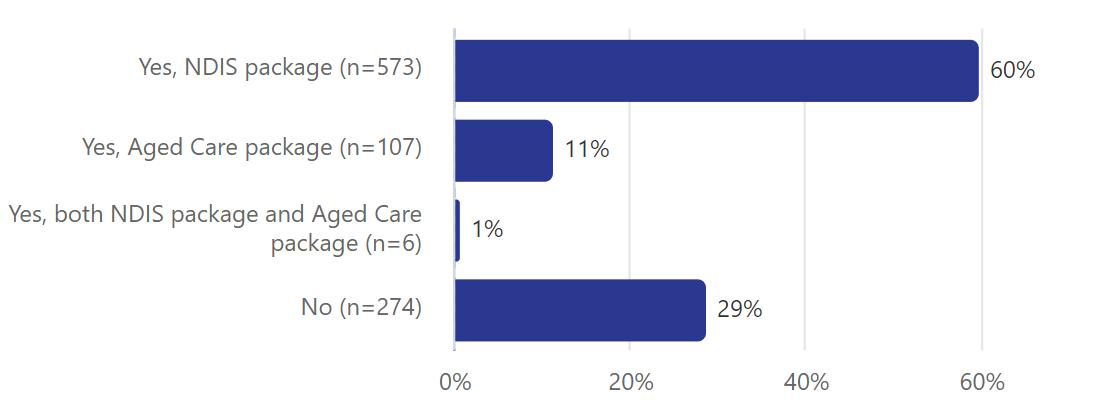 Yes, NDIS package (n=573)
60%
Yes, Aged Care package (n=107)
11%
Yes, both NDIS package and Aged Care
package (n=6)
1%
No (n=274)
29%
0%
20%
40%
60%